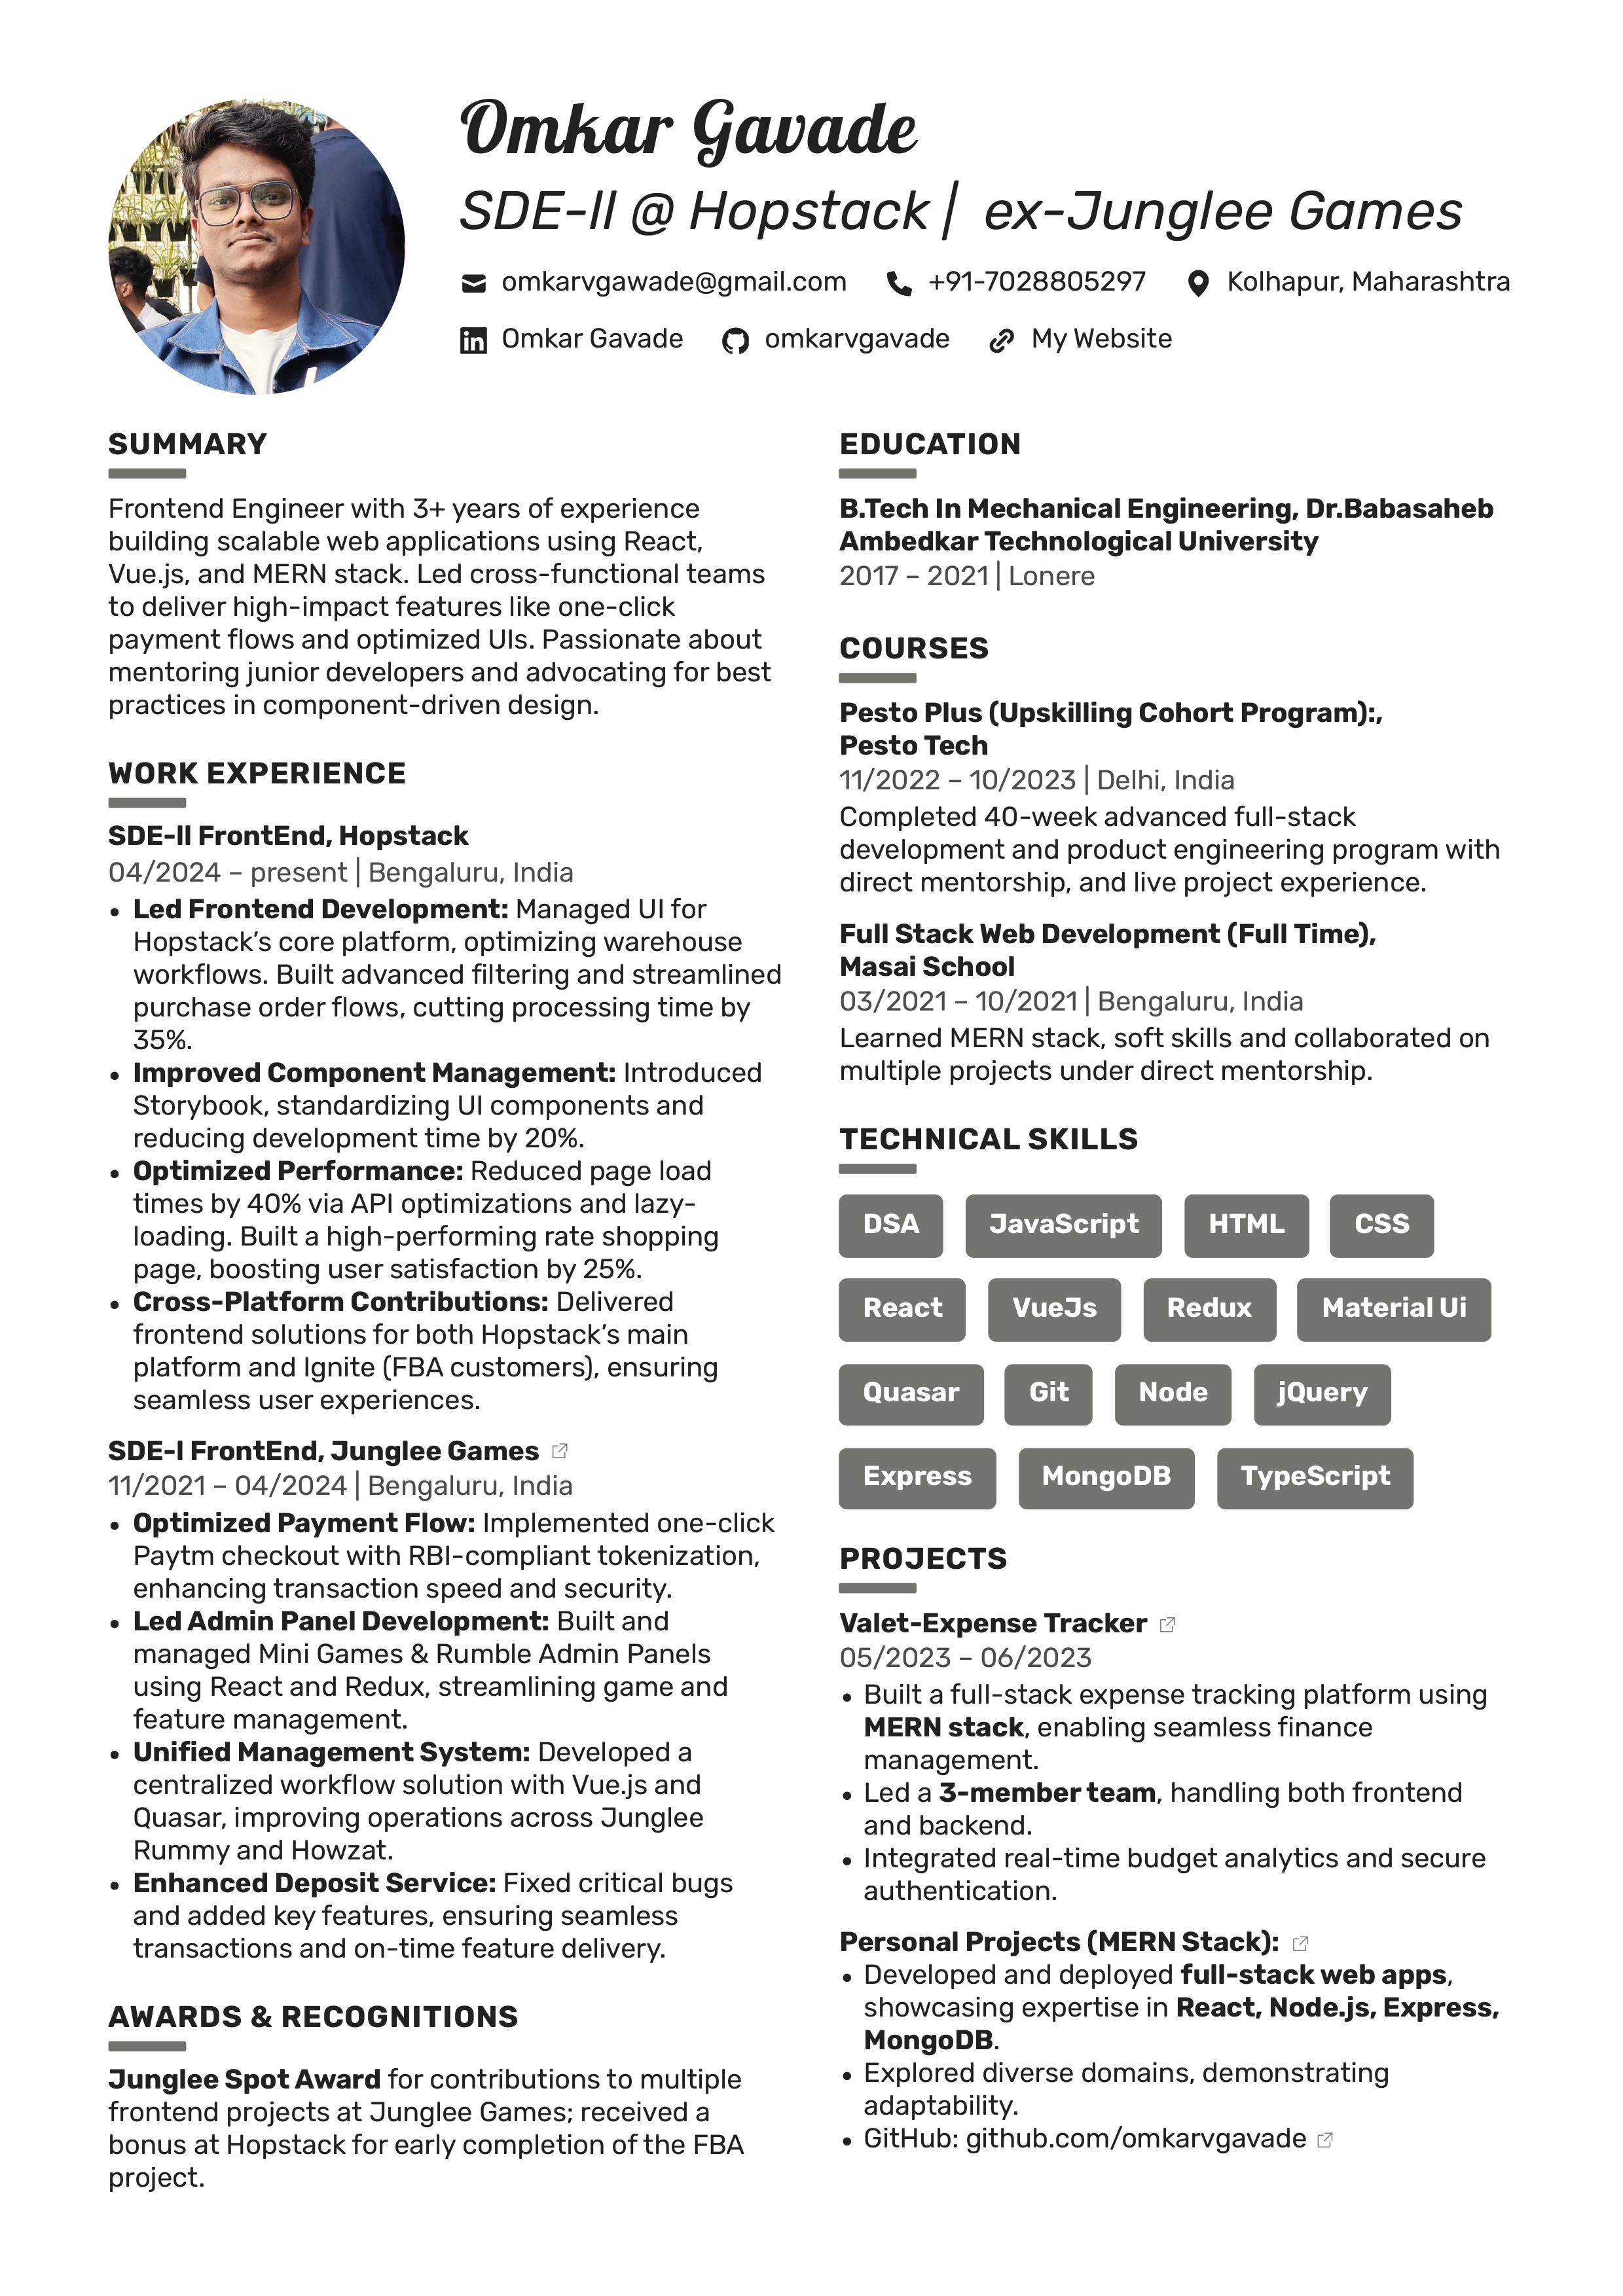 Omkar Gavade
SDE-II @ Hopstack | ex-Junglee Games
omkarvgawade@gmail.com +91-7028805297 Kolhapur, Maharashtra
Omkar Gavade omkarvgavade My Website
SUMMARY
Frontend Engineer with 3+ years of experience
building scalable web applications using React,
Vue.js, and MERN stack. Led cross-functional teams
to deliver high-impact features like one-click
payment flows and optimized UIs. Passionate about
mentoring junior developers and advocating for best
practices in component-driven design.
WORK EXPERIENCE
SDE-II FrontEnd, Hopstack
04/2024 – present | Bengaluru, India
• Led Frontend Development: Managed UI for
Hopstack’s core platform, optimizing warehouse
workflows. Built advanced filtering and streamlined
purchase order flows, cutting processing time by
35%.
• Improved Component Management: Introduced
Storybook, standardizing UI components and
reducing development time by 20%.
• Optimized Performance: Reduced page load
times by 40% via API optimizations and lazy-
loading. Built a high-performing rate shopping
page, boosting user satisfaction by 25%.
• Cross-Platform Contributions: Delivered
frontend solutions for both Hopstack’s main
platform and Ignite (FBA customers), ensuring
seamless user experiences.
SDE-I FrontEnd, Junglee Games
11/2021 – 04/2024 | Bengaluru, India
• Optimized Payment Flow: Implemented one-click
Paytm checkout with RBI-compliant tokenization,
enhancing transaction speed and security.
• Led Admin Panel Development: Built and
managed Mini Games & Rumble Admin Panels
using React and Redux, streamlining game and
feature management.
• Unified Management System: Developed a
centralized workflow solution with Vue.js and
Quasar, improving operations across Junglee
Rummy and Howzat.
• Enhanced Deposit Service: Fixed critical bugs
and added key features, ensuring seamless
transactions and on-time feature delivery.
AWARDS & RECOGNITIONS
Junglee Spot Award for contributions to multiple
frontend projects at Junglee Games; received a
bonus at Hopstack for early completion of the FBA
project.
EDUCATION
B.Tech In Mechanical Engineering, Dr.Babasaheb
Ambedkar Technological University
2017 – 2021 | Lonere
COURSES
Pesto Plus (Upskilling Cohort Program):,
Pesto Tech
11/2022 – 10/2023 | Delhi, India
Completed 40-week advanced full-stack
development and product engineering program with
direct mentorship, and live project experience.
Full Stack Web Development (Full Time),
Masai School
03/2021 – 10/2021 | Bengaluru, India
Learned MERN stack, soft skills and collaborated on
multiple projects under direct mentorship.
TECHNICAL SKILLS
DSA JavaScript HTML CSS
React VueJs Redux Material Ui
Quasar Git Node jQuery
Express MongoDB TypeScript
PROJECTS
Valet-Expense Tracker
05/2023 – 06/2023
• Built a full-stack expense tracking platform using
MERN stack, enabling seamless finance
management.
• Led a 3-member team, handling both frontend
and backend.
• Integrated real-time budget analytics and secure
authentication.
Personal Projects (MERN Stack):
• Developed and deployed full-stack web apps,
showcasing expertise in React, Node.js, Express,
MongoDB.
• Explored diverse domains, demonstrating
adaptability.
• GitHub: github.com/omkarvgavade